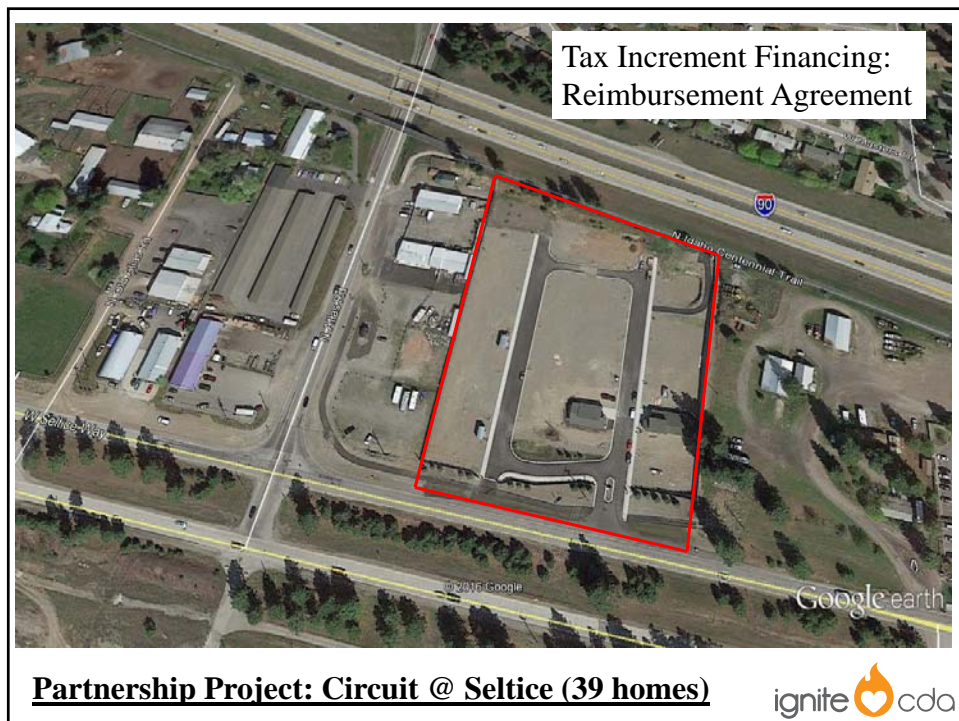 Tax Increment Financing:
Reimbursement Agreement
90
N Idaho Centennial Trail
W Seltice Way
© 2016 Google
Google earth
Partnership Project: Circuit @ Seltice (39 homes)
ignite cda